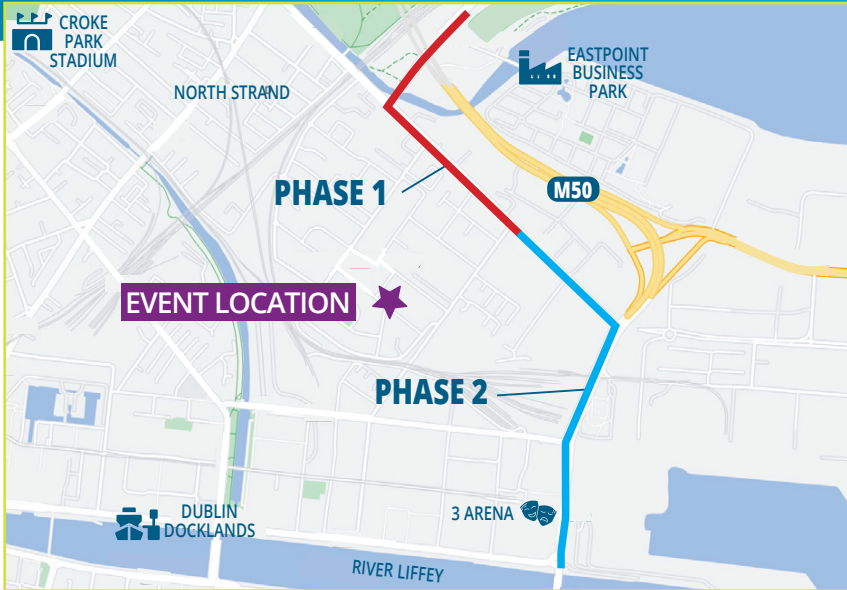 CROKE
PARK
STADIUM
NORTH STRAND
EASTPOINT
BUSINESS
PARK
PHASE 1
M50
EVENT LOCATION
PHASE 2
3 ARENA
DUBLIN
DOCKLANDS
RIVER LIFFEY